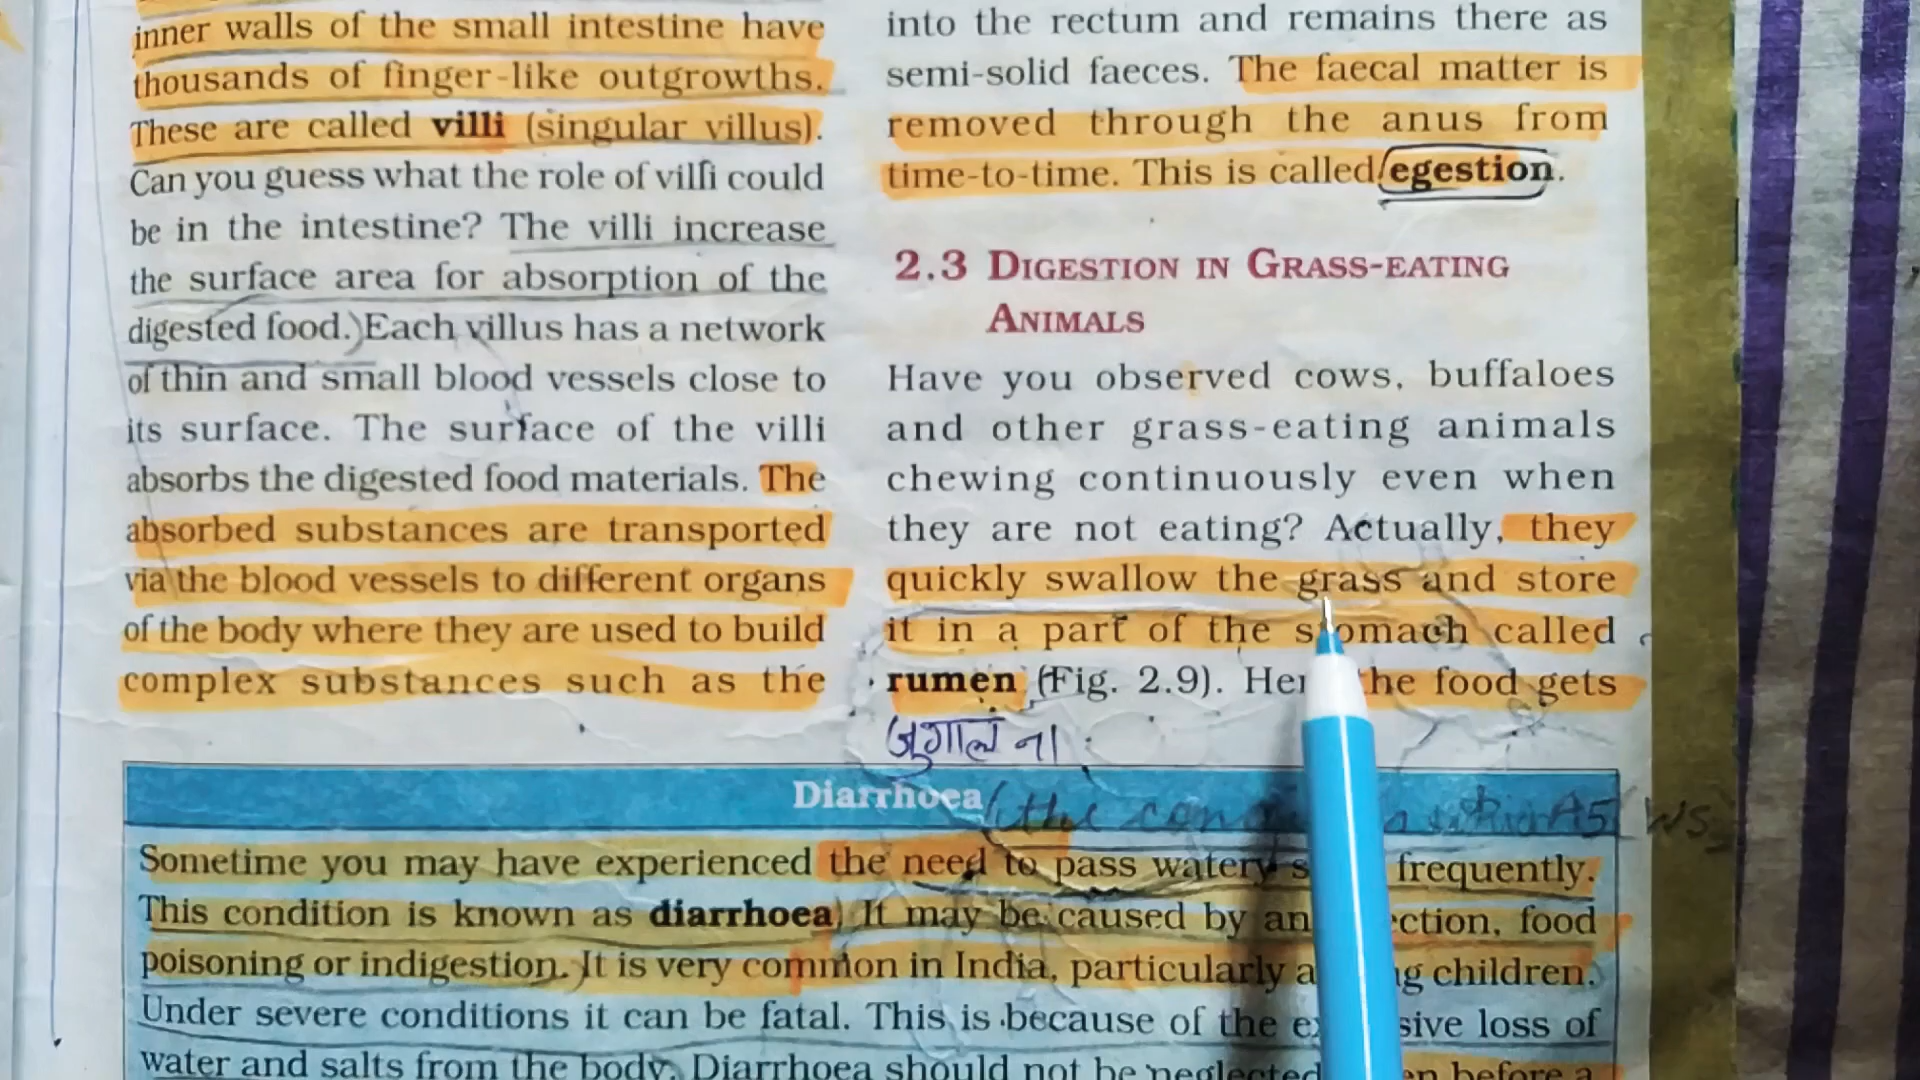 inner walls of the small intestine have
thousands of finger-like outgrowths.
These are called villi (singular villus).
Can you guess what the role of villi could
be in the intestine? The villi increase
the surface area for absorption of the
digested food. Each villus has a network
of thin and small blood vessels close to
its surface. The surface of the villi
absorbs the digested food materials. The
absorbed substances are transported
via the blood vessels to different organs
of the body where they are used to build
complex substances such as the
into the rectum and remains there as
semi-solid faeces. The faecal matter is
removed through the anus from
time-to-time. This is called egestion.
2.3 DIGESTION IN GRASS-EATING
ANIMALS
Have you observed cows, buffaloes
and other grass-eating animals
chewing continuously even when
they are not eating? Actually, they
quickly swallow the grass and store
it in a part of the stomach called
rumen (Fig. 2.9). Her the food gets
जुगालना
Diarrhoea (the
Sometime you may have experienced the need to pass watery s frequently.
This condition is known as diarrhoea. It may be caused by an ction, food
poisoning or indigestion. It is very common in India, particularly a g children.
Under severe conditions it can be fatal. This is because of the ex sive loss of
water and salts from the body. Diarrhoea should not be neglected en before a